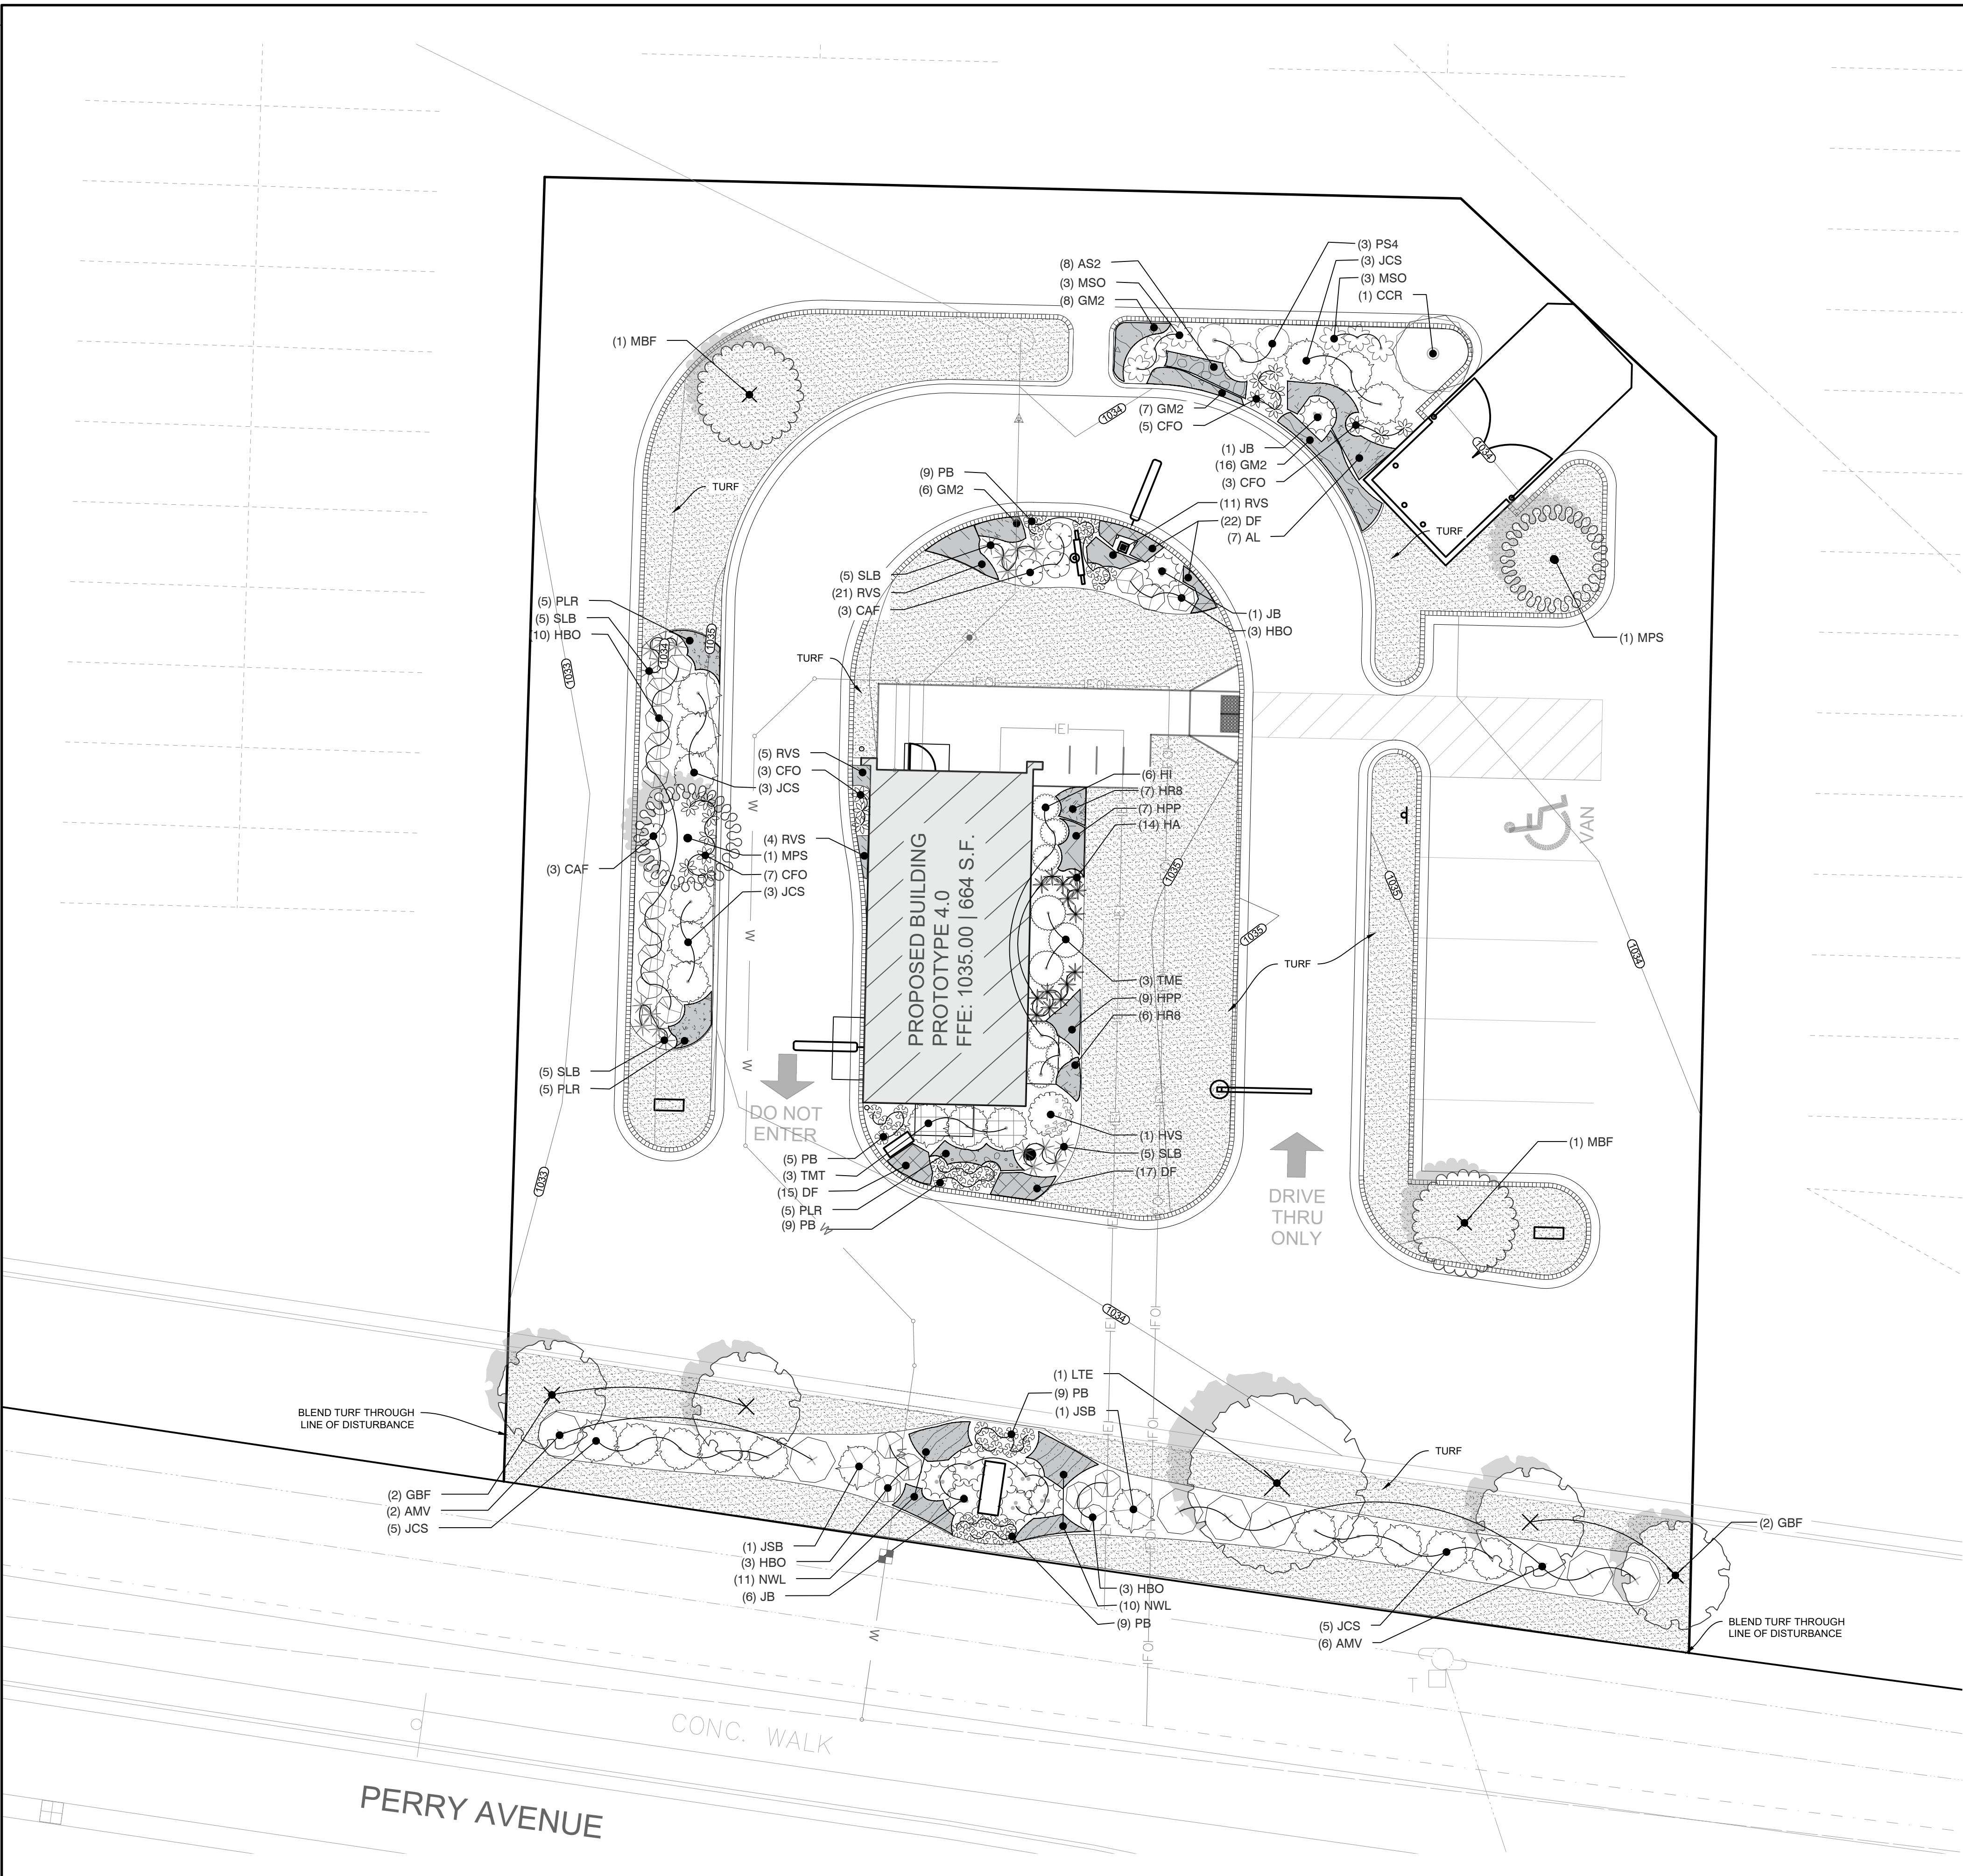 (3) PS4
(3) JCS
(3) MSO
(1) CCR
(8) AS2
(3) MSO
(8) GM2
(1) MBF
(7) GM2
(5) CFO
1034
(1) JB
(16) GM2
(3) CFO
1034
(9) PB
(6) GM2
(11) RVS
(22) DF
(7) AL
TURF
TURF
(5) SLB
(21) RVS
(3) CAF
(1) JB
(3) HBO
(5) PLR
(5) SLB
(10) HBO
1034
1035
1033
(1) MPS
TURF
FO
FO
E
(5) RVS
(3) CFO
(3) JCS
(6) HI
(7) HR8
(7) HPP
(14) HA
W
(4) RVS
(1) MPS
(7) CFO
(3) JCS
(3) CAF
PROPOSED BUILDING
PROTOTYPE 4.0
FFE: 1035.00 | 664 S.F.
VAN
1035
1035
W
1035
1034
TURF
(3) TME
(9) HPP
(6) HR8
W
(5) SLB
(5) PLR
DO NOT
ENTER
(1) HVS
(5) SLB
(17) DF
(5) PB
(3) TMT
(15) DF
(5) PLR
(9) PB
W
1033
DRIVE
THRU
ONLY
(1) MBF
1034
E
FO
(1) LTE
(9) PB
(1) JSB
BLEND TURF THROUGH
LINE OF DISTURBANCE
TURF
W
(2) GBF
(2) AMV
(5) JCS
(2) GBF
(1) JSB
(3) HBO
(11) NWL
(6) JB
(3) HBO
(10) NWL
(9) PB
(5) JCS
(6) AMV
BLEND TURF THROUGH
LINE OF DISTURBANCE
W
FO
T
CONC. WALK
PERRY AVENUE